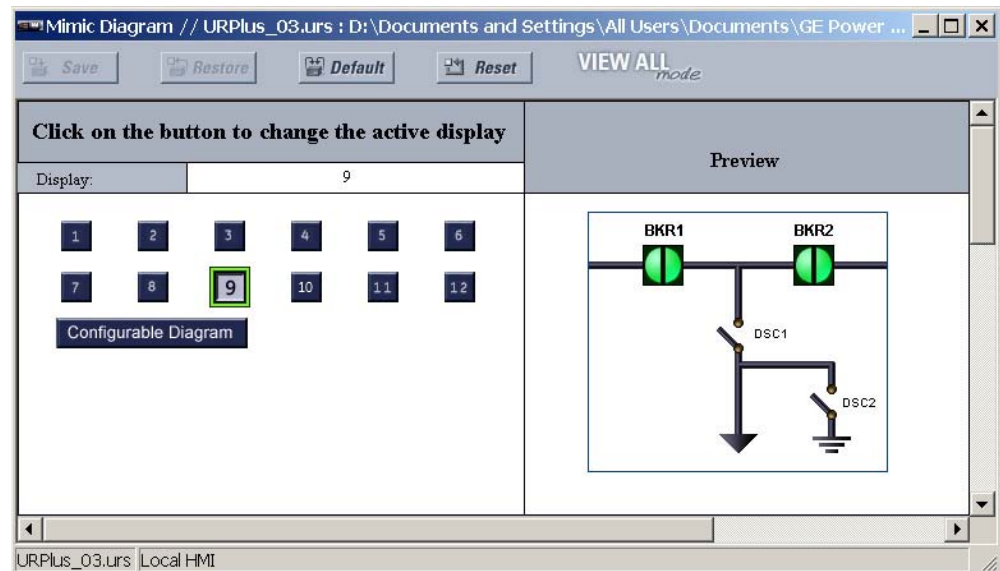 Mimic Diagram // URPlus_03.urs : D:\Documents and Settings\All Users\Documents\GE Power ...
Save Restore Default Reset VIEW ALL mode
Click on the button to change the active display
Preview
Display: 9
BKR1 BKR2
1 2 3 4 5 6
7 8 9 10 11 12
Configurable Diagram
DSC1
DSC2
URPlus_03.urs Local HMI